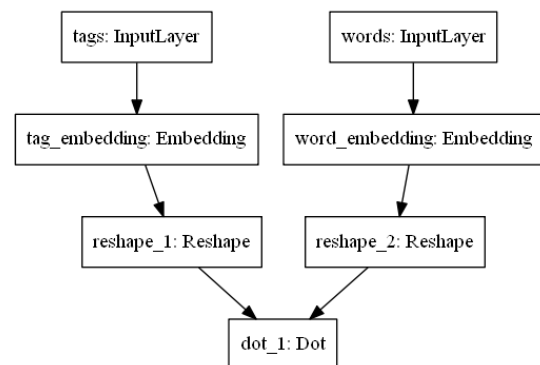 tags: InputLayer
words: InputLayer
tag_embedding: Embedding
word_embedding: Embedding
reshape_1: Reshape
reshape_2: Reshape
dot_1: Dot